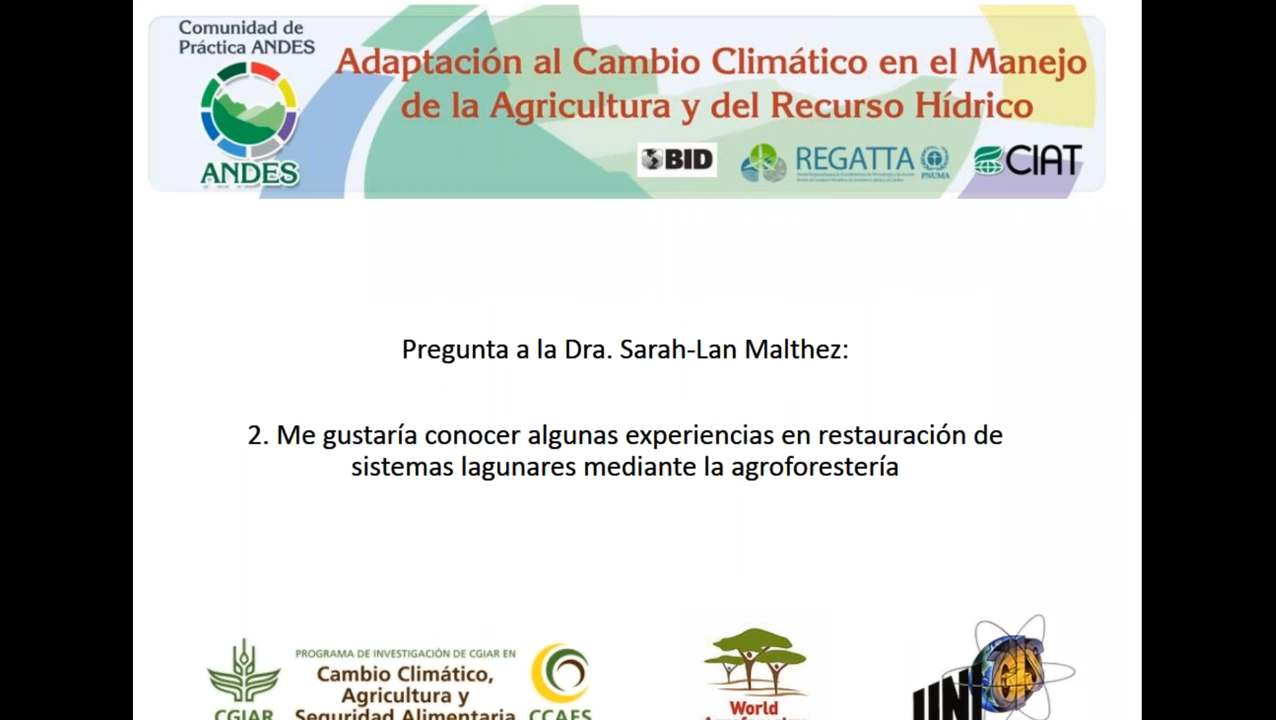 Comunidad de
Práctica ANDES
ANDES
Adaptación al Cambio Climático en el Manejo
de la Agricultura y del Recurso Hídrico
BID
REGATTA
PNUMA
CIAT
Pregunta a la Dra. Sarah-Lan Malthez:
2. Me gustaría conocer algunas experiencias en restauración de
sistemas lagunares mediante la agroforestería
CGIAR
PROGRAMA DE INVESTIGACIÓN DE CGIAR EN
Cambio Climático,
Agricultura y
Seguridad Alimentaria
CCAFS
World